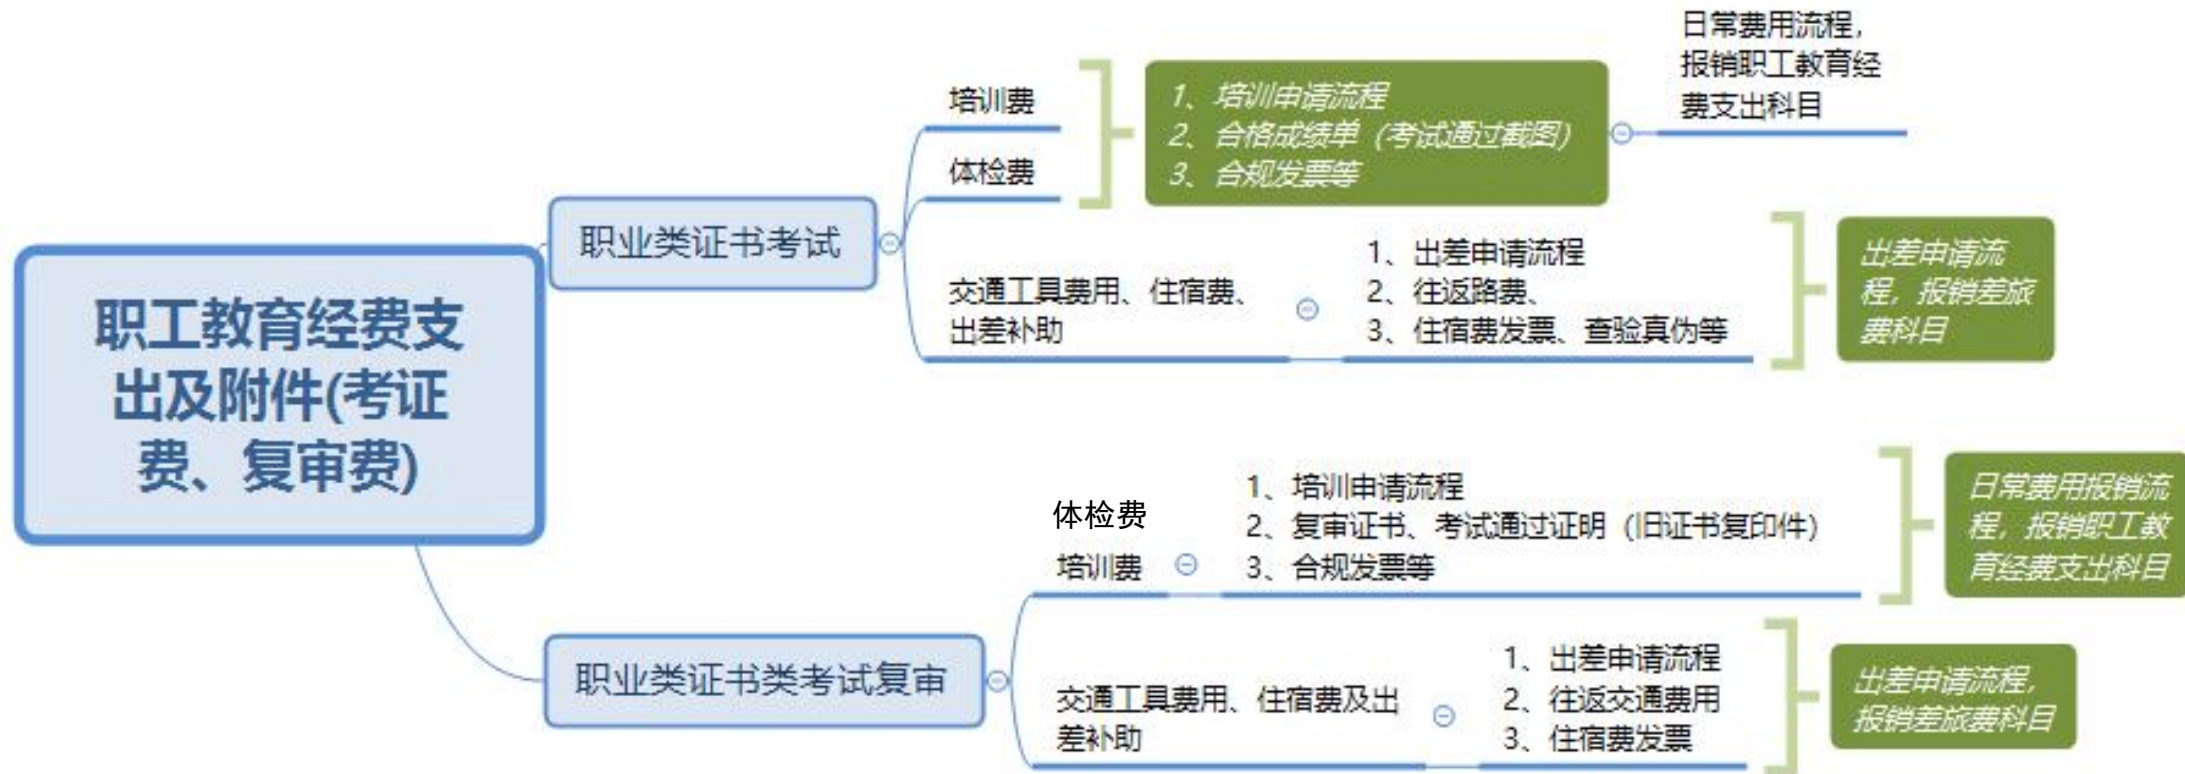 职工教育经费支
出及附件(考证
费、复审费)
职业类证书考试
培训费
体检费
1、培训申请流程
2、合格成绩单（考试通过截图）
3、合规发票等
日常费用流程，
报销职工教育经
费支出科目
交通工具费用、住宿费、
出差补助
1、出差申请流程
2、往返路费、
3、住宿费发票、查验真伪等
出差申请流
程，报销差旅
费科目
职业类证书类考试复审
体检费
培训费
1、培训申请流程
2、复审证书、考试通过证明（旧证书复印件）
3、合规发票等
日常费用报销流
程，报销职工教
育经费支出科目
交通工具费用、住宿费及出
差补助
1、出差申请流程
2、往返交通费用
3、住宿费发票
出差申请流程，
报销差旅费科目